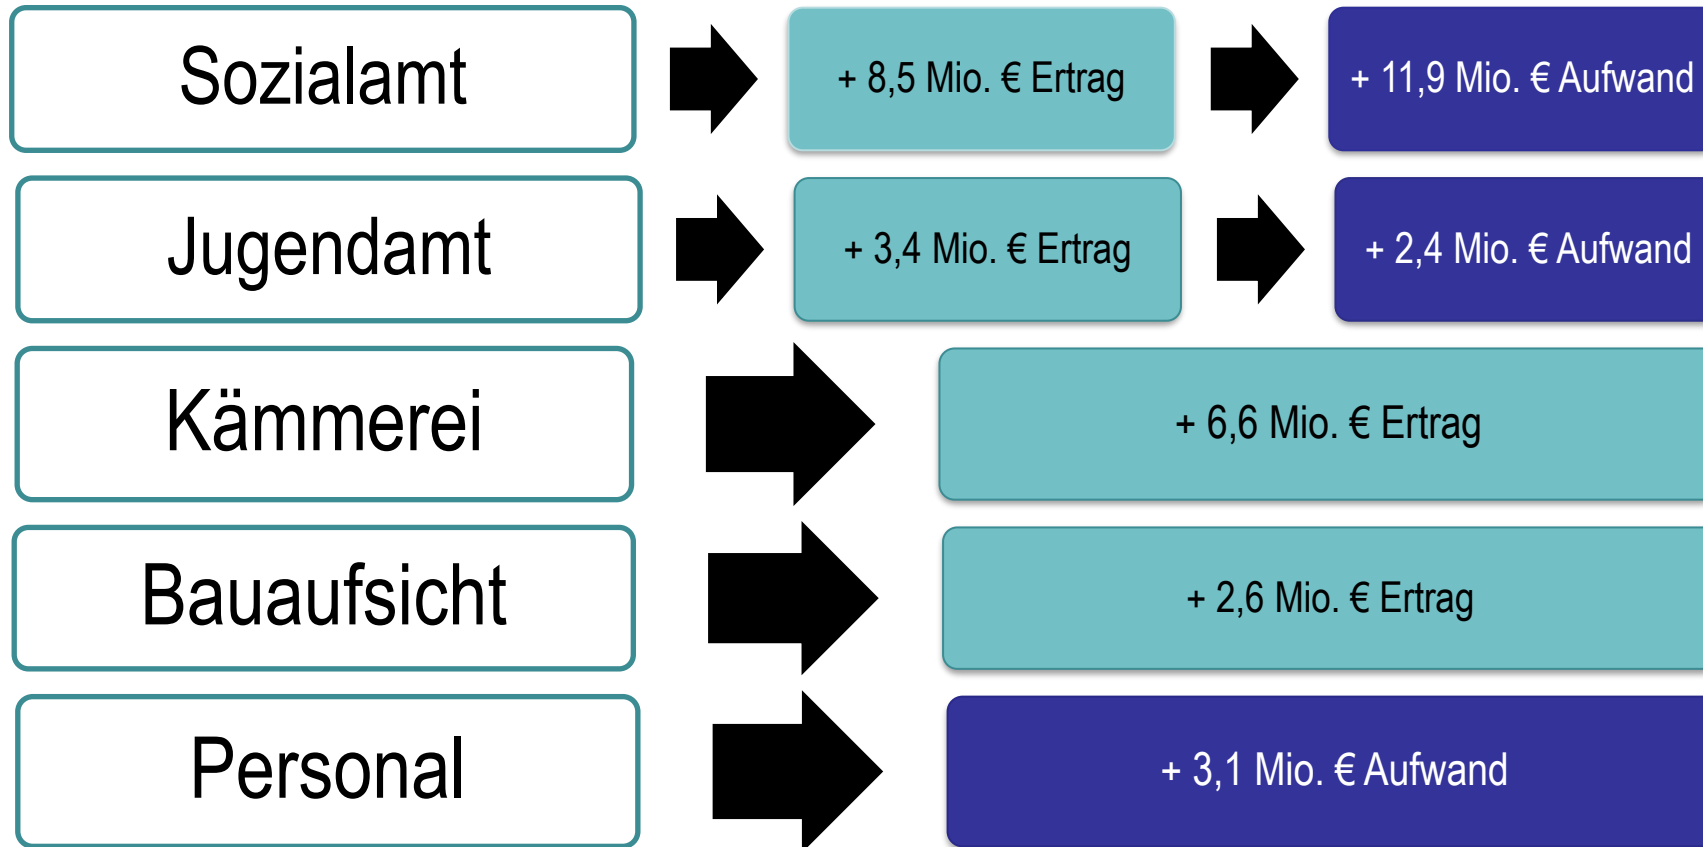 Sozialamt
+ 8,5 Mio. € Ertrag
+ 11,9 Mio. € Aufwand
Jugendamt
+ 3,4 Mio. € Ertrag
+ 2,4 Mio. € Aufwand
Kämmerei
+ 6,6 Mio. € Ertrag
Bauaufsicht
+ 2,6 Mio. € Ertrag
Personal
+ 3,1 Mio. € Aufwand